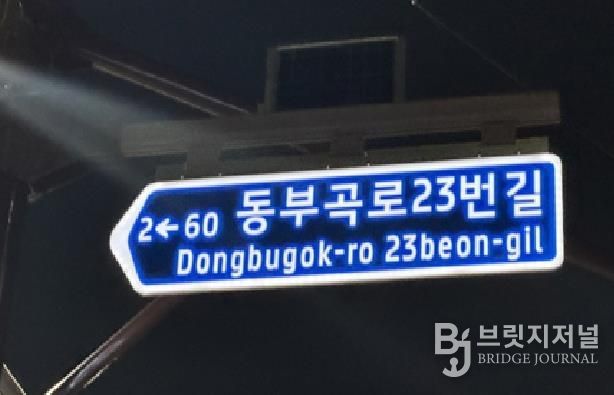 2←60 동부곡로23번길
Dongbugok-ro 23beon-gil
BJ 브릿지저널
BRIDGE JOURNAL